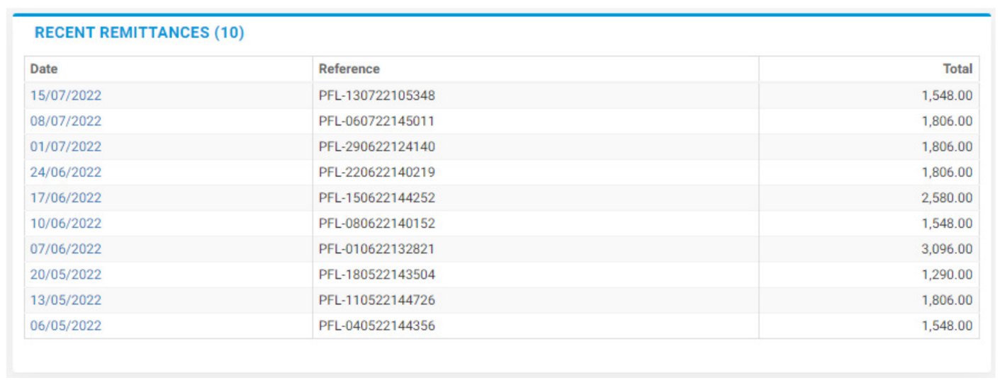 RECENT REMITTANCES (10)
Date Reference Total
15/07/2022 PFL-130722105348 1,548.00
08/07/2022 PFL-060722145011 1,806.00
01/07/2022 PFL-290622124140 1,806.00
24/06/2022 PFL-220622140219 1,806.00
17/06/2022 PFL-150622144252 2,580.00
10/06/2022 PFL-080622140152 1,548.00
07/06/2022 PFL-010622132821 3,096.00
20/05/2022 PFL-180522143504 1,290.00
13/05/2022 PFL-110522144726 1,806.00
06/05/2022 PFL-040522144356 1,548.00